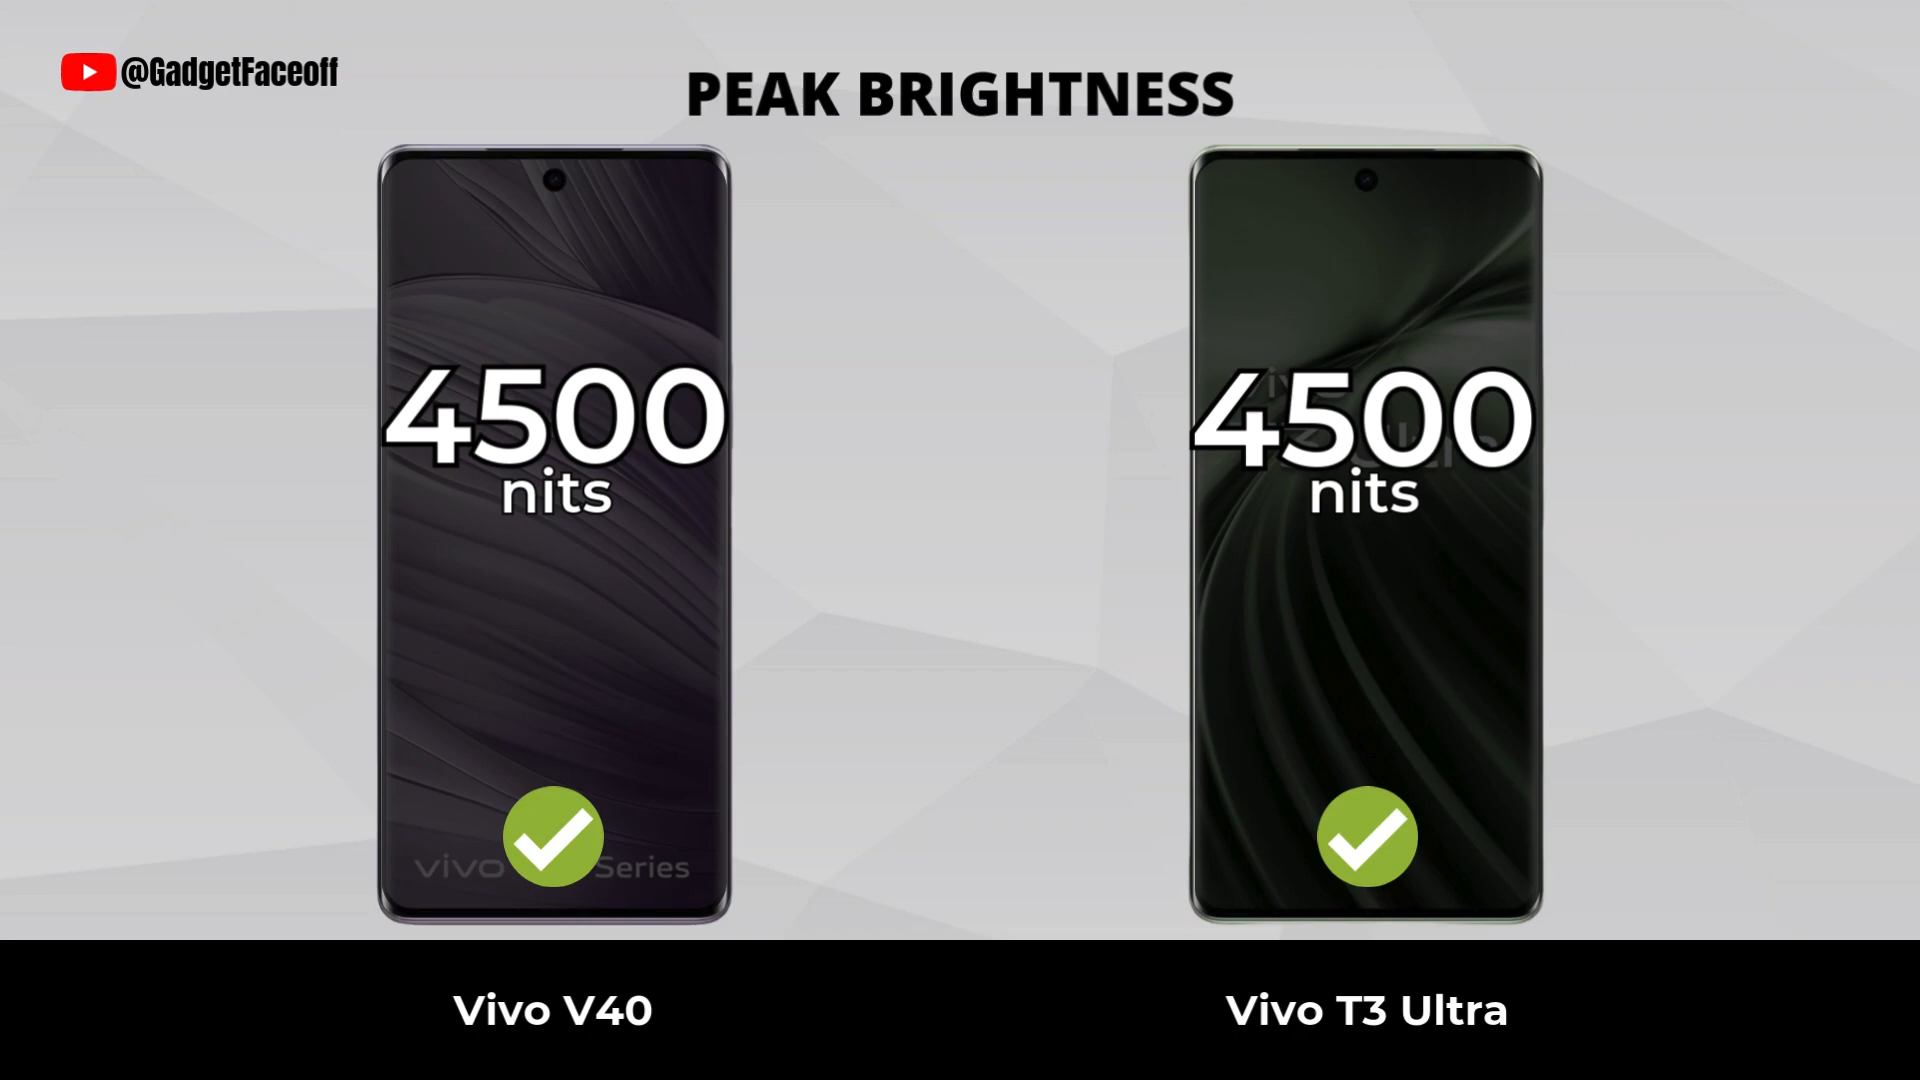 @GadgetFaceoff
PEAK BRIGHTNESS
4500
nits
4500
nits
vivo Series
Vivo V40
Vivo T3 Ultra